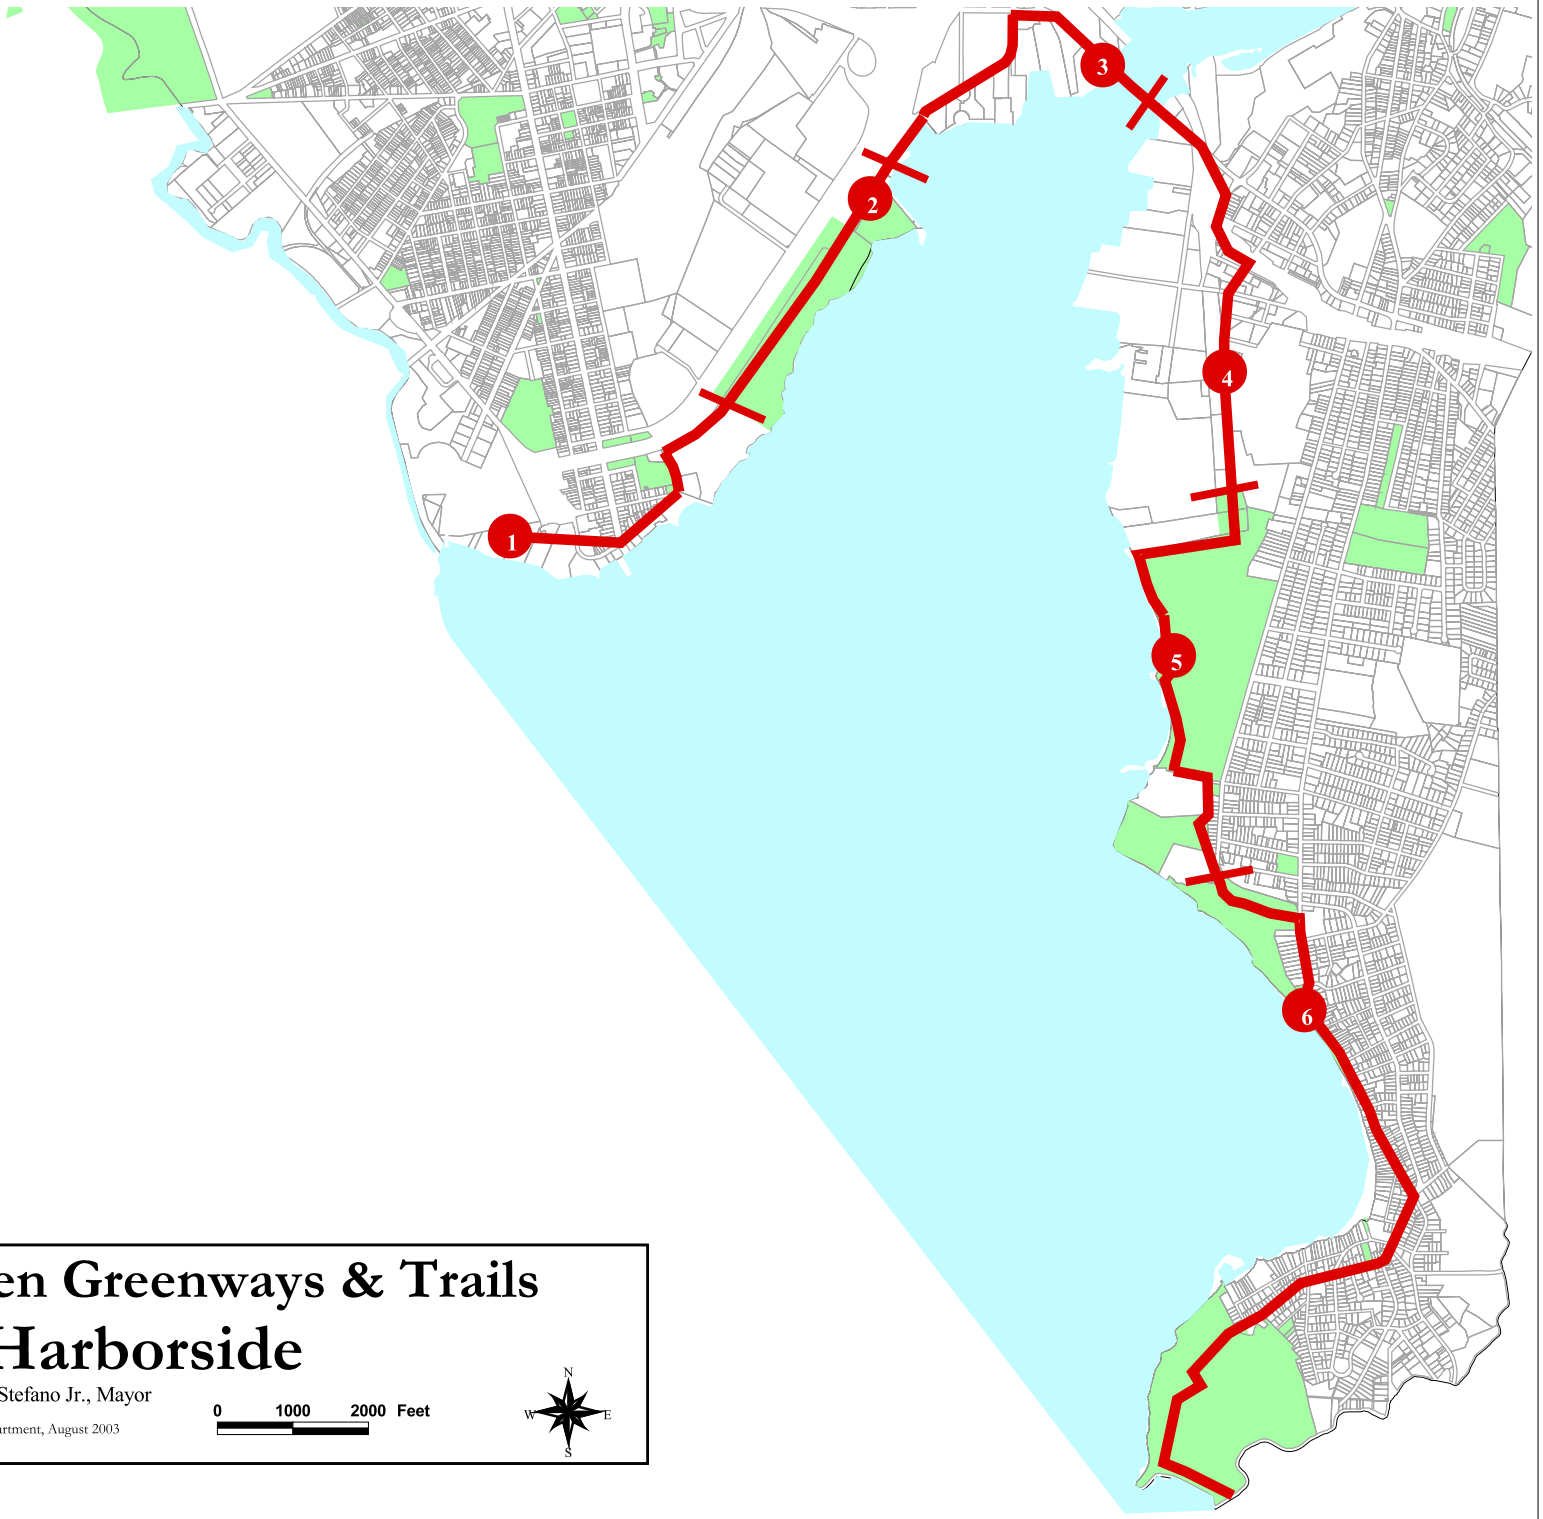 3
2
4
1
5
6
en Greenways & Trails
Harborside
Stefano Jr., Mayor
artment, August 2003
0 1000 2000 Feet
N
W E
S